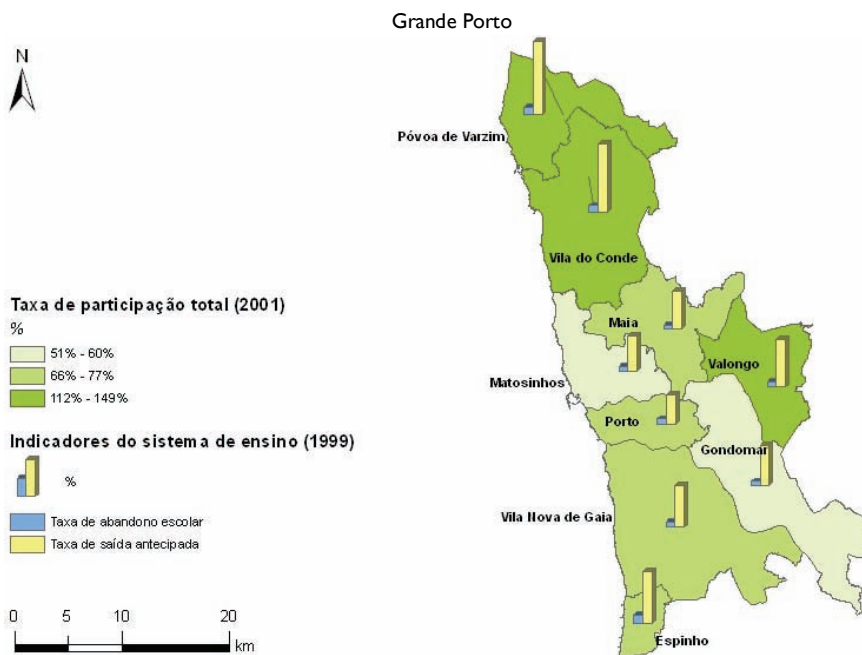 Grande Porto
N
Póvoa de Varzim
Vila do Conde
Taxa de participação total (2001)
%
51% - 60%
66% - 77%
112% - 149%
Maia
Valongo
Matosinhos
Porto
Gondomar
Indicadores do sistema de ensino (1999)
%
Taxa de abandono escolar
Taxa de saída antecipada
Vila Nova de Gaia
Espinho
0 5 10 20
km